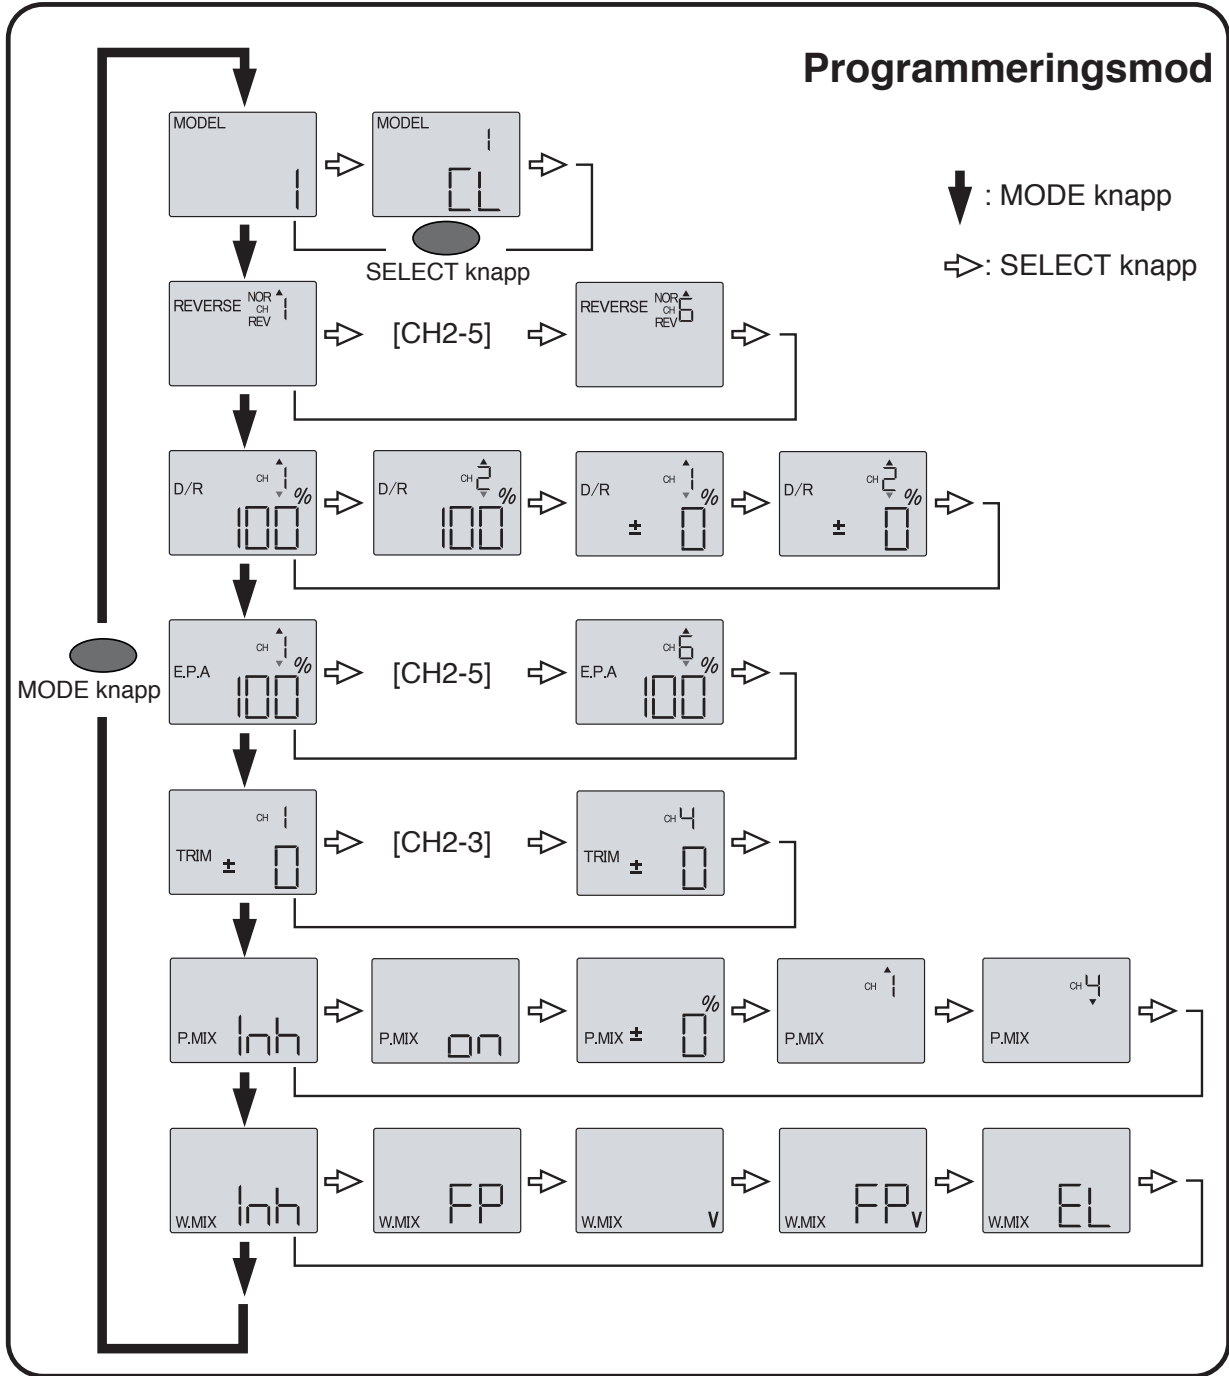 Programmeringsmod
: MODE knapp
: SELECT knapp
MODEL
1
MODEL
1
CL
SELECT knapp
REVERSE NOR CH REV 1
[CH2-5]
REVERSE NOR CH REV 6
D/R CH 1 %
100
D/R CH 2 %
100
D/R CH 1 %
± 0
D/R CH 2 %
± 0
MODE knapp
E.P.A CH 1 %
100
[CH2-5]
E.P.A CH 6 %
100
CH 1
TRIM ± 0
[CH2-3]
CH 4
TRIM ± 0
P.MIX Inh
P.MIX on
P.MIX ± 0 %
CH 1
P.MIX
CH 4
P.MIX
W.MIX Inh
W.MIX FP
W.MIX V
W.MIX FP V
W.MIX EL